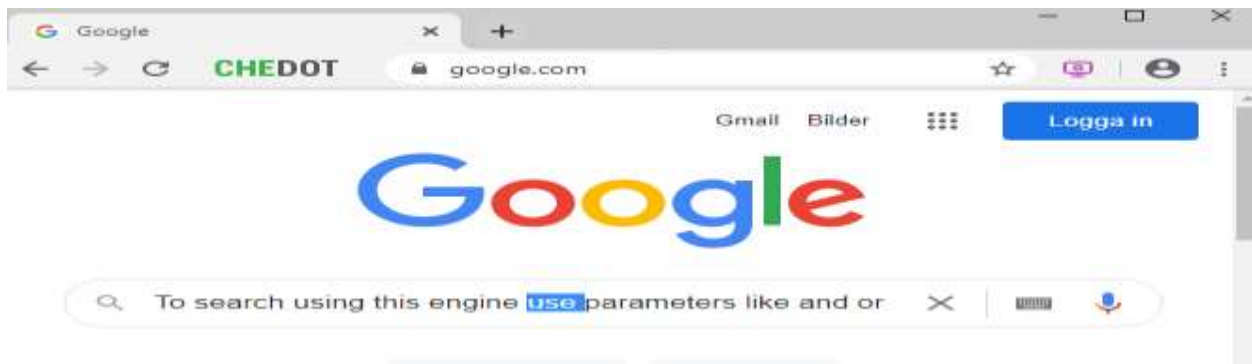 Google
CHEDOT google.com
Gmail Bilder Logga in
Google
To search using this engine use parameters like and or